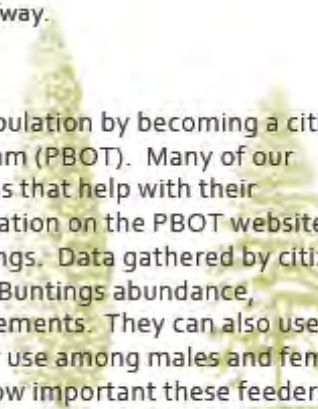 way.
pulation by becoming a citi
am (PBOT). Many of our
s that help with their
ation on the PBOT website
ngs. Data gathered by citiz
Buntings abundance,
ements. They can also use
use among males and fem
ow important these feeder